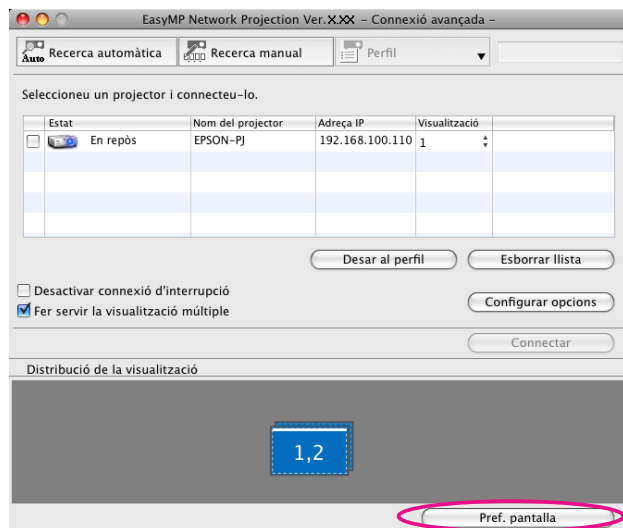 EasyMP Network Projection Ver.X.XX – Connexió avançada –
Auto Recerca automàtica Recerca manual Perfil
Seleccioneu un projector i connecteu-lo.
Estat Nom del projector Adreça IP Visualització
En repòs EPSON-PJ 192.168.100.110 1
Desar al perfil Esborrar llista
Desactivar connexió d'interrupció
Configurar opcions
Fer servir la visualització múltiple
Connectar
Distribució de la visualització
1,2
Pref. pantalla